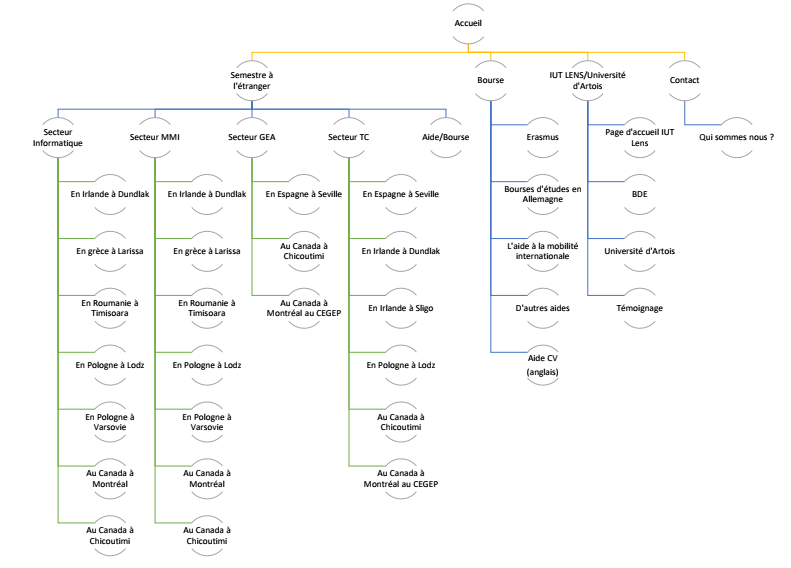 Accueil
Semestre à
l'étranger
Bourse
IUT LENS/Université
d'Artois
Contact
Secteur
Informatique
Secteur MMI
Secteur GEA
Secteur TC
Aide/Bourse
Erasmus
Page d'accueil IUT
Lens
Qui sommes nous ?
En Irlande à Dundlak
En Irlande à Dundlak
En Espagne à Seville
En Espagne à Seville
Bourses d'études en
Allemagne
BDE
En grèce à Larissa
En grèce à Larissa
Au Canada à
Chicoutimi
En Irlande à Dundlak
L'aide à la mobilité
internationale
Université d'Artois
En Roumanie à
Timisoara
En Roumanie à
Timisoara
Au Canada à
Montréal au CEGEP
En Irlande à Sligo
D'autres aides
Témoignage
En Pologne à Lodz
En Pologne à Lodz
En Pologne à Lodz
Aide CV
(anglais)
En Pologne à
Varsovie
En Pologne à
Varsovie
Au Canada à
Chicoutimi
Au Canada à
Montréal
Au Canada à
Montréal
Au Canada à
Montréal au CEGEP
Au Canada à
Chicoutimi
Au Canada à
Chicoutimi